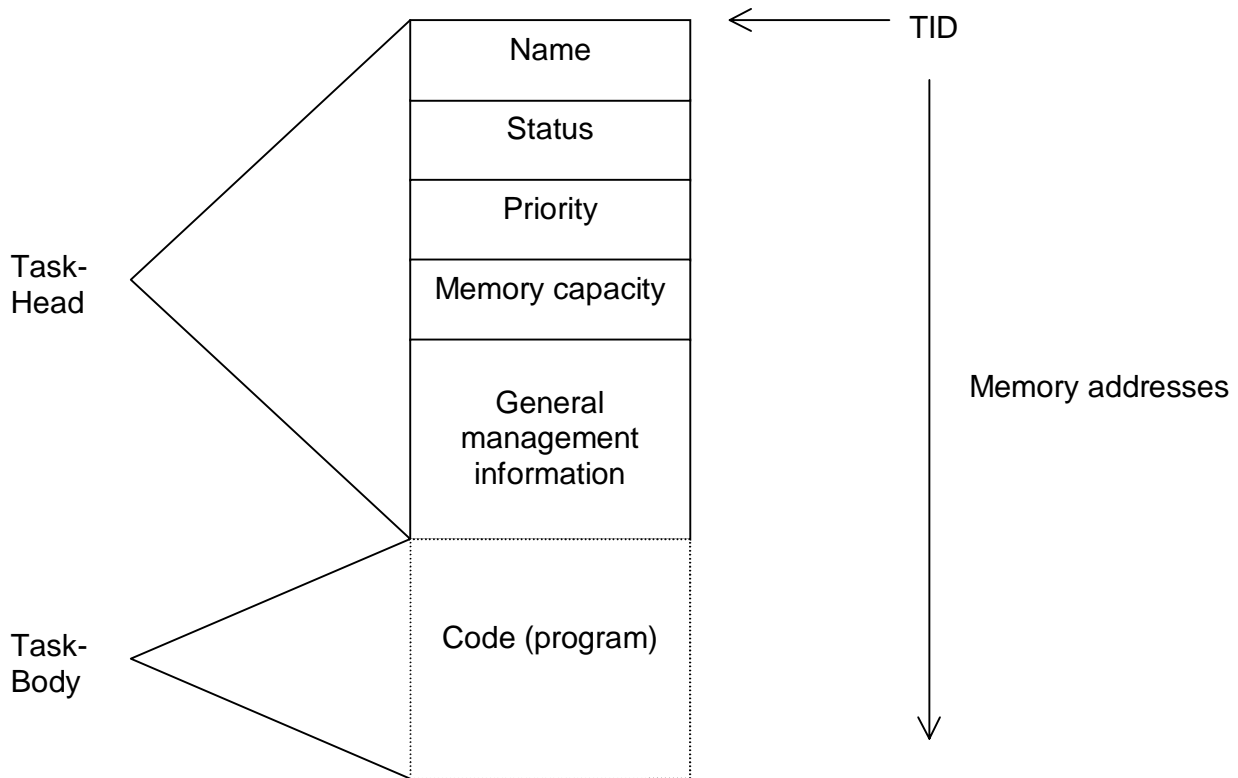 TID
Name
Status
Priority
Task-
Head
Memory capacity
Memory addresses
General
management
information
Task-
Body
Code (program)